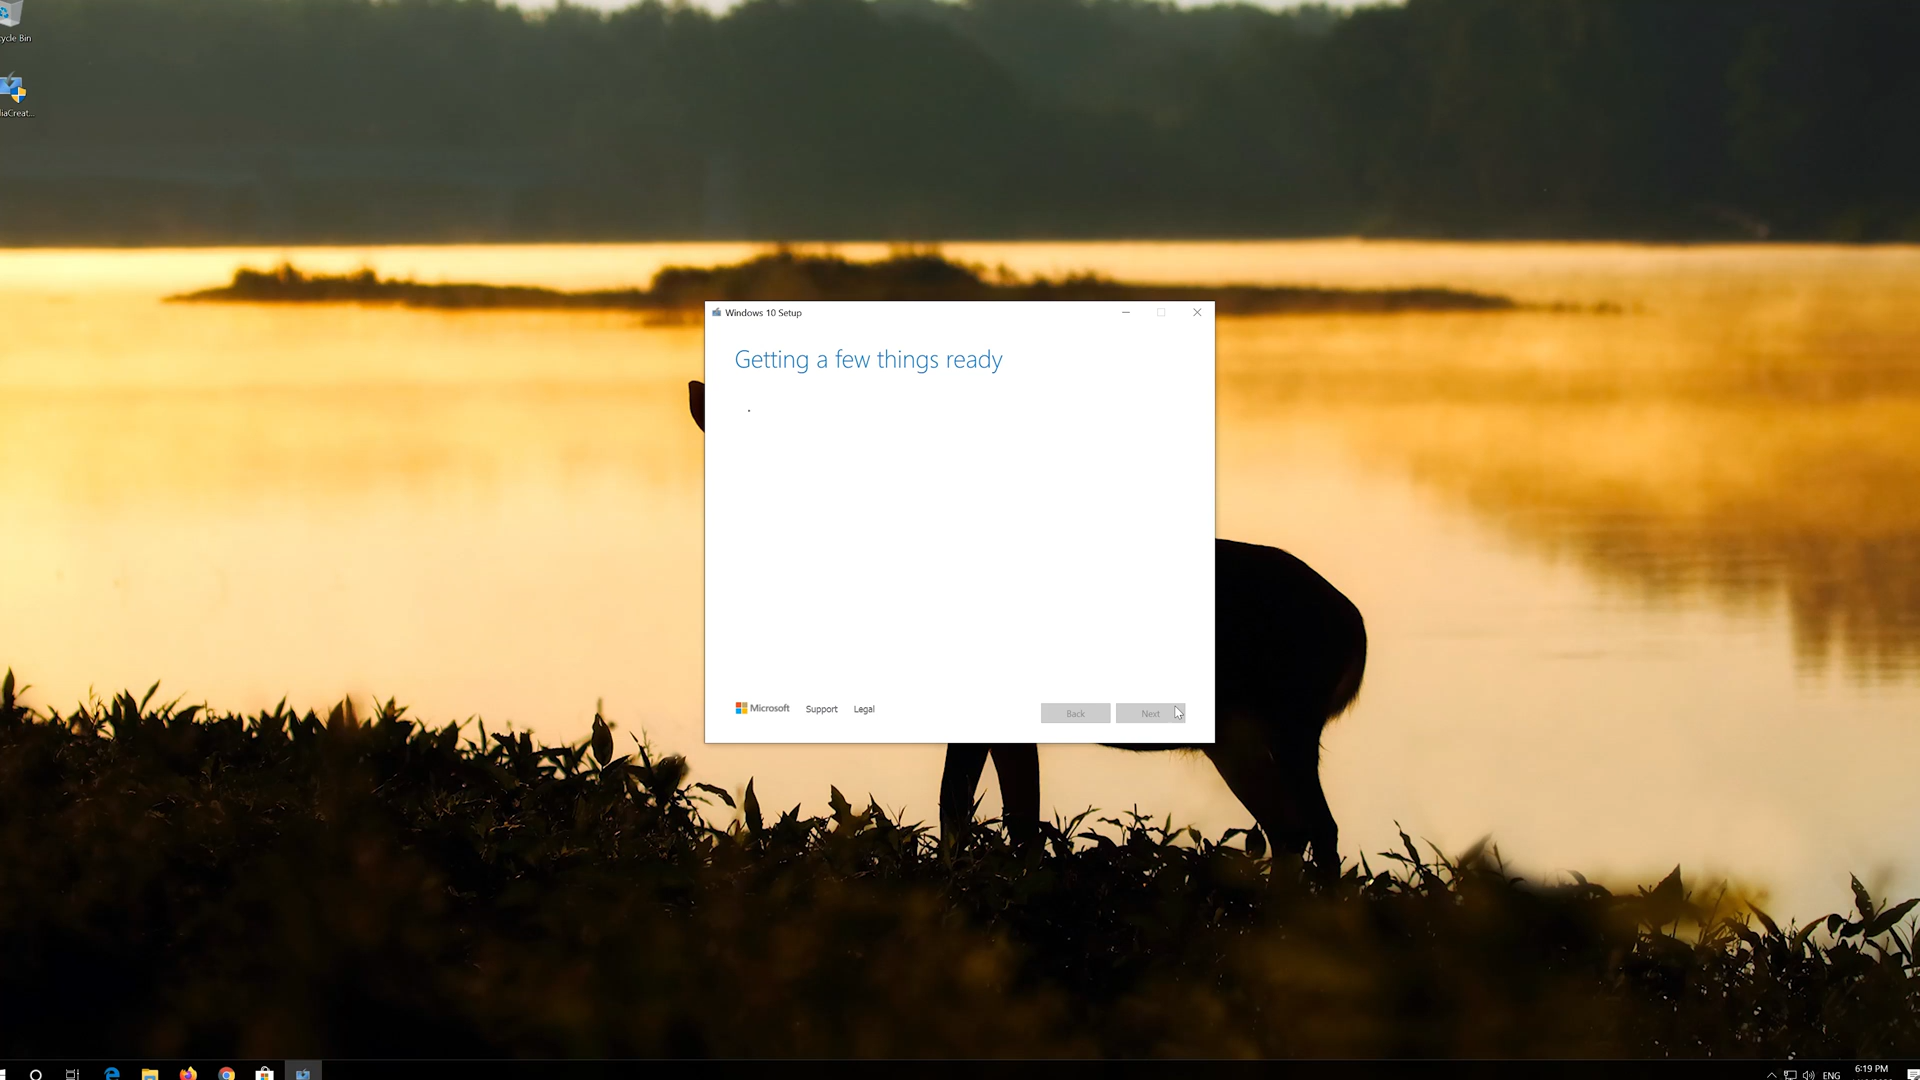 ycle Bin
iaCreat...
Windows 10 Setup
Getting a few things ready
Microsoft
Support
Legal
Back
Next
ENG
6:19 PM